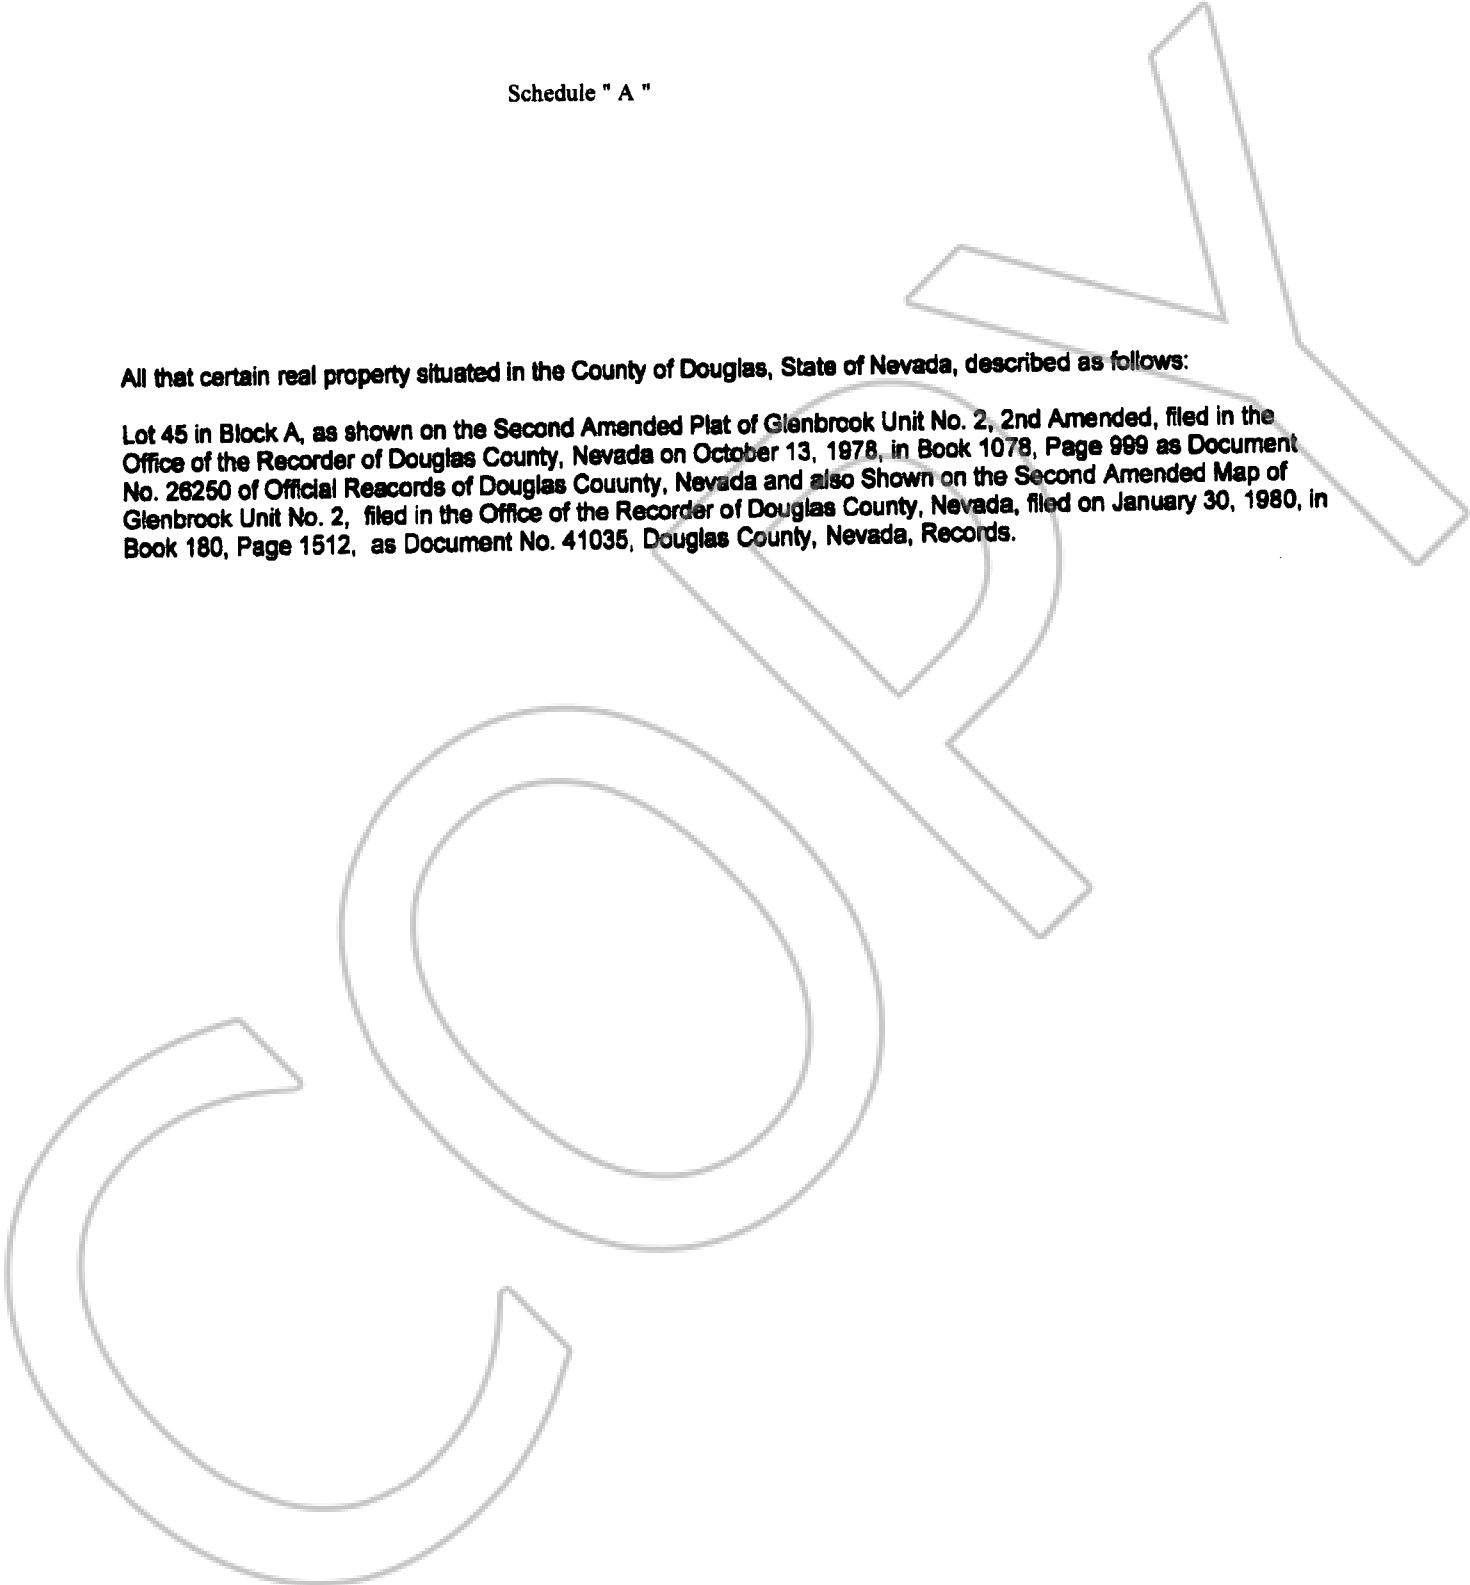 Schedule " A "
All that certain real property situated in the County of Douglas, State of Nevada, described as follows:
Lot 45 in Block A, as shown on the Second Amended Plat of Glenbrook Unit No. 2, 2nd Amended, filed in the
Office of the Recorder of Douglas County, Nevada on October 13, 1978, in Book 1078, Page 999 as Document
No. 26250 of Official Reacords of Douglas Couunty, Nevada and also Shown on the Second Amended Map of
Glenbrook Unit No. 2, filed in the Office of the Recorder of Douglas County, Nevada, filed on January 30, 1980, in
Book 180, Page 1512, as Document No. 41035, Douglas County, Nevada, Records.
COPY